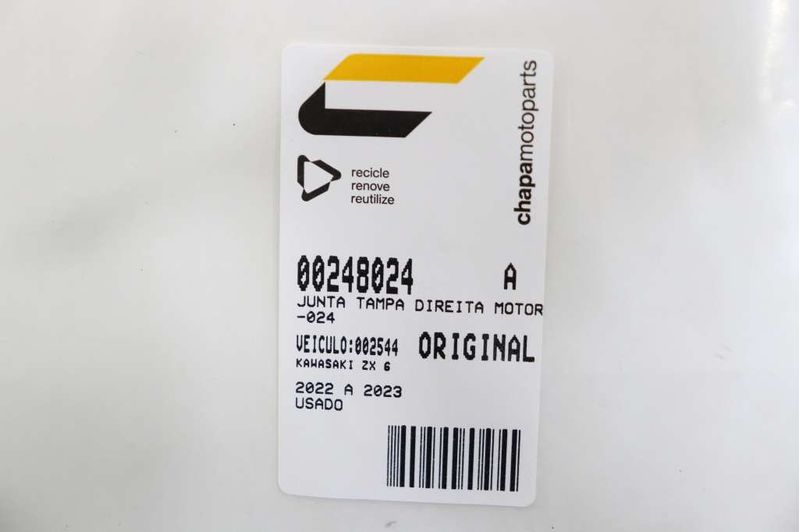 chapamotoparts
recicle
renove
reutilize
00248024 A
JUNTA TAMPA DIREITA MOTOR
-024
VEICULO:002544 ORIGINAL
KAWASAKI ZX 6
2022 A 2023
USADO